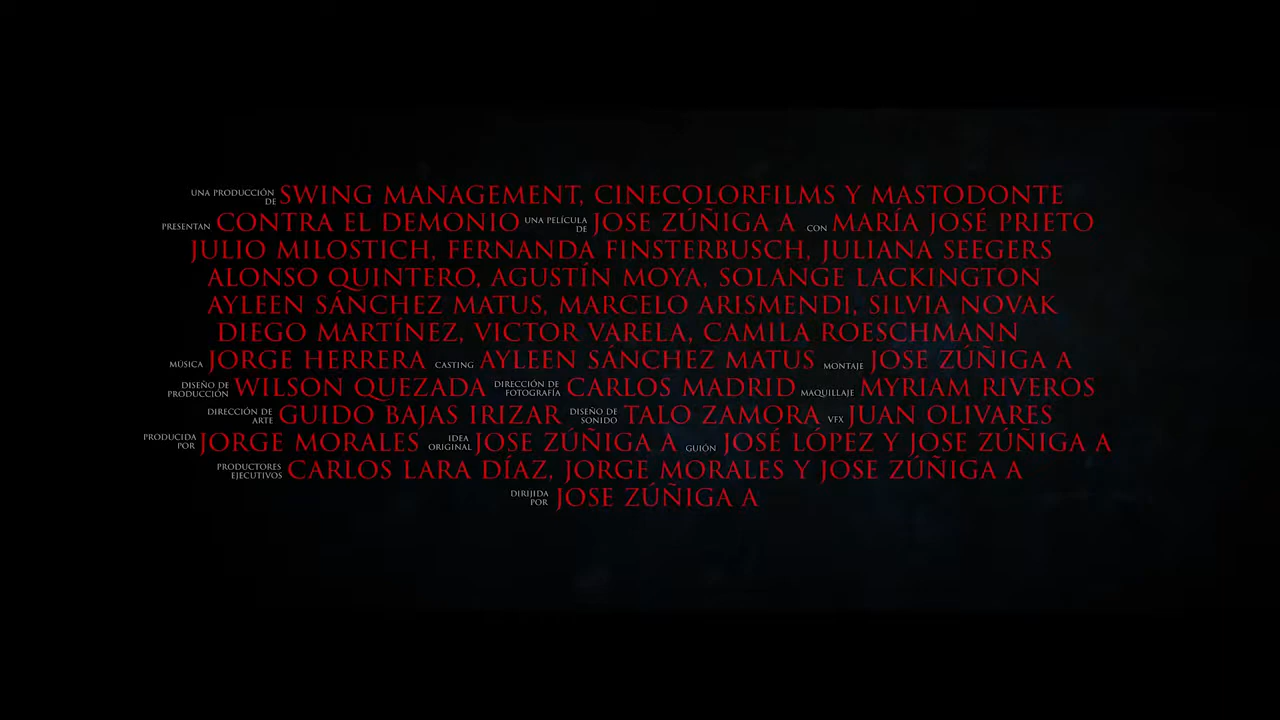 UNA PRODUCCIÓN DE SWING MANAGEMENT, CINECOLORFILMS Y MASTODONTE
PRESENTAN CONTRA EL DEMONIO UNA PELÍCULA DE JOSE ZÚÑIGA A CON MARÍA JOSÉ PRIETO
JULIO MILOSTICH, FERNANDA FINSTERBUSCH, JULIANA SEEGERS
ALONSO QUINTERO, AGUSTÍN MOYA, SOLANGE LACKINGTON
AYLEEN SÁNCHEZ MATUS, MARCELO ARISMENDI, SILVIA NOVAK
DIEGO MARTÍNEZ, VICTOR VARELA, CAMILA ROESCHMANN
MÚSICA JORGE HERRERA CASTING AYLEEN SÁNCHEZ MATUS MONTAJE JOSE ZÚÑIGA A
DISEÑO DE PRODUCCIÓN WILSON QUEZADA DIRECCIÓN DE FOTOGRAFÍA CARLOS MADRID MAQUILLAJE MYRIAM RIVEROS
DIRECCIÓN DE ARTE GUIDO BAJAS IRIZAR DISEÑO DE SONIDO TALO ZAMORA VFX JUAN OLIVARES
PRODUCIDA POR JORGE MORALES IDEA ORIGINAL JOSE ZÚÑIGA A GUIÓN JOSÉ LÓPEZ Y JOSE ZÚÑIGA A
PRODUCTORES EJECUTIVOS CARLOS LARA DÍAZ, JORGE MORALES Y JOSE ZÚÑIGA A
DIRIJIDA POR JOSE ZÚÑIGA A